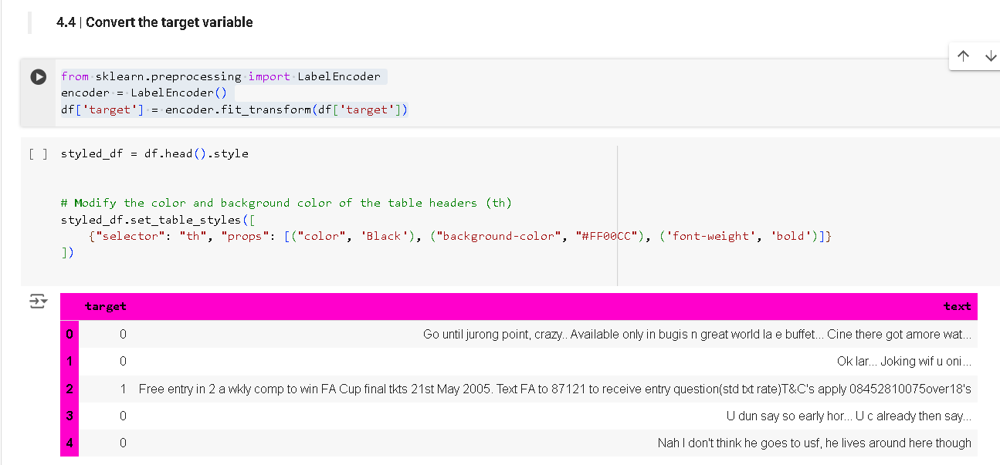 4.4 | Convert the target variable
from sklearn.preprocessing import LabelEncoder
encoder = LabelEncoder()
df['target'] = encoder.fit_transform(df['target'])
[ ] styled_df = df.head().style
# Modify the color and background color of the table headers (th)
styled_df.set_table_styles([
{"selector": "th", "props": [("color", 'Black'), ("background-color", "#FF00CC"), ('font-weight', 'bold')]}
])
target text
0 0 Go until jurong point, crazy.. Available only in bugis n great world la e buffet... Cine there got amore wat...
1 0 Ok lar... Joking wif u oni...
2 1 Free entry in 2 a wkly comp to win FA Cup final tkts 21st May 2005. Text FA to 87121 to receive entry question(std txt rate)T&C's apply 08452810075over18's
3 0 U dun say so early hor... U c already then say...
4 0 Nah I don't think he goes to usf, he lives around here though